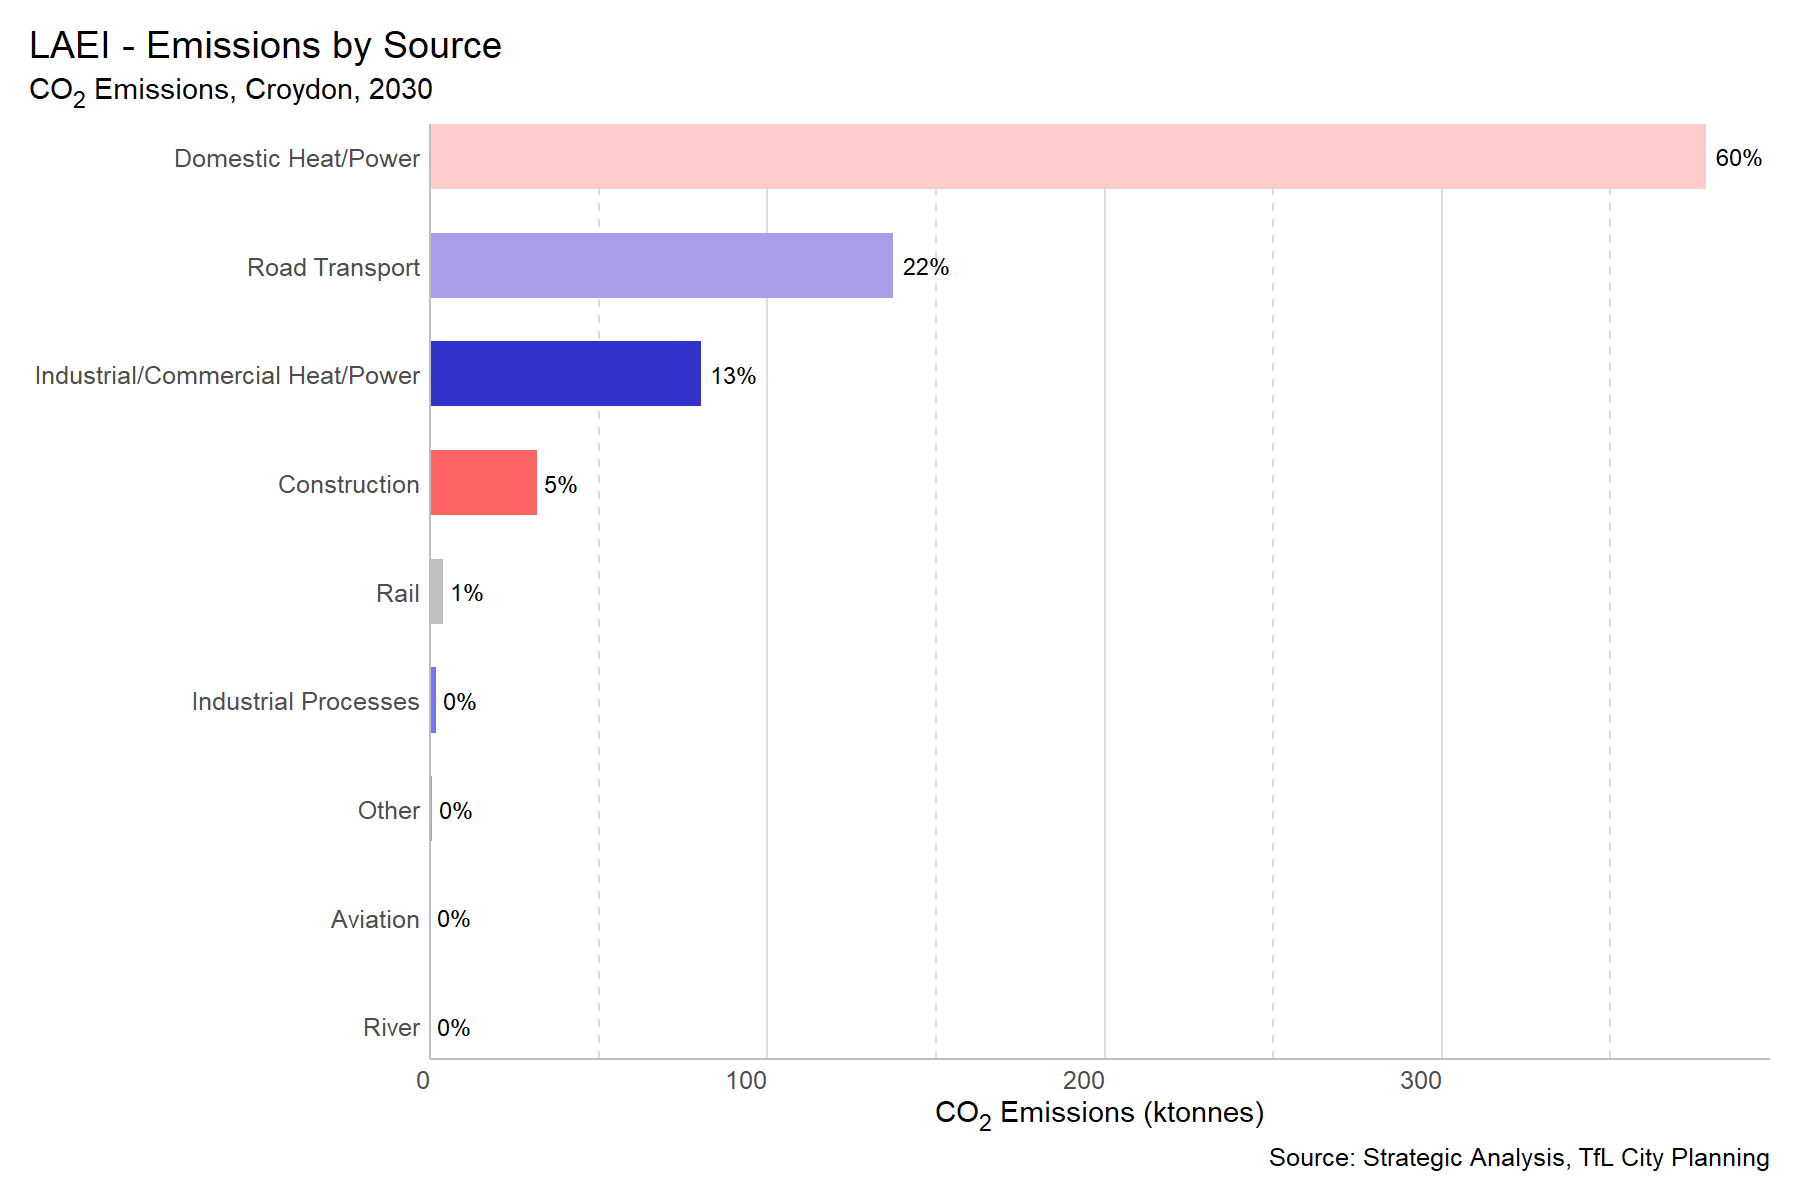 LAEI - Emissions by Source
CO₂ Emissions, Croydon, 2030
Domestic Heat/Power 60%
Road Transport 22%
Industrial/Commercial Heat/Power 13%
Construction 5%
Rail 1%
Industrial Processes 0%
Other 0%
Aviation 0%
River 0%
0 100 200 300
CO₂ Emissions (ktonnes)
Source: Strategic Analysis, TfL City Planning